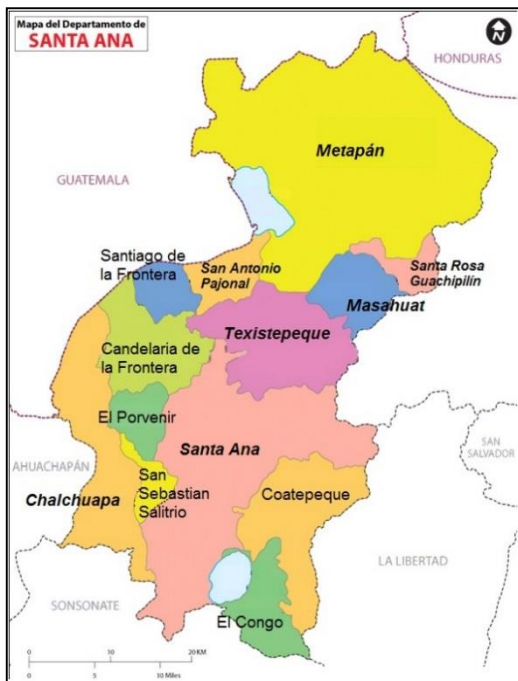 Mapa del Departamento de
SANTA ANA
N
HONDURAS
Metapán
GUATEMALA
Santiago de
la Frontera
San Antonio
Pajonal
Santa Rosa
Guachipilín
Masahuat
Texistepeque
Candelaria de
la Frontera
El Porvenir
Santa Ana
SAN
SALVADOR
AHUACHAPÁN
San
Sebastian
Salitrio
Chalchuapa
Coatepeque
LA LIBERTAD
SONSONATE
El Congo
0 10 20 KM
0 5 10 Miles